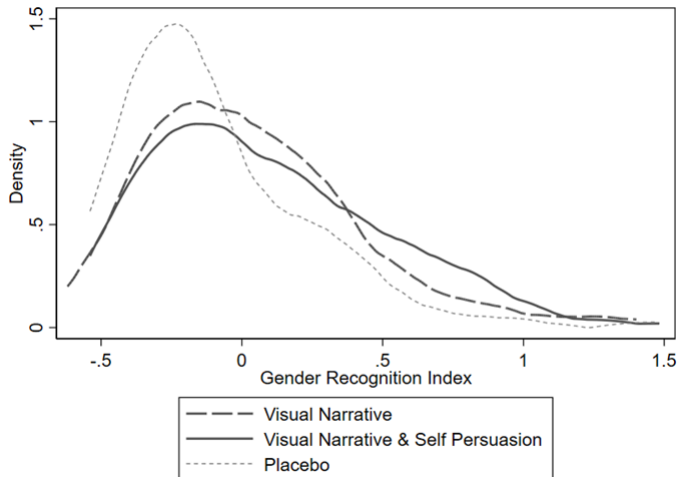 1.5
1
.5
0
Density
-.5 0 .5 1 1.5
Gender Recognition Index
Visual Narrative
Visual Narrative & Self Persuasion
Placebo